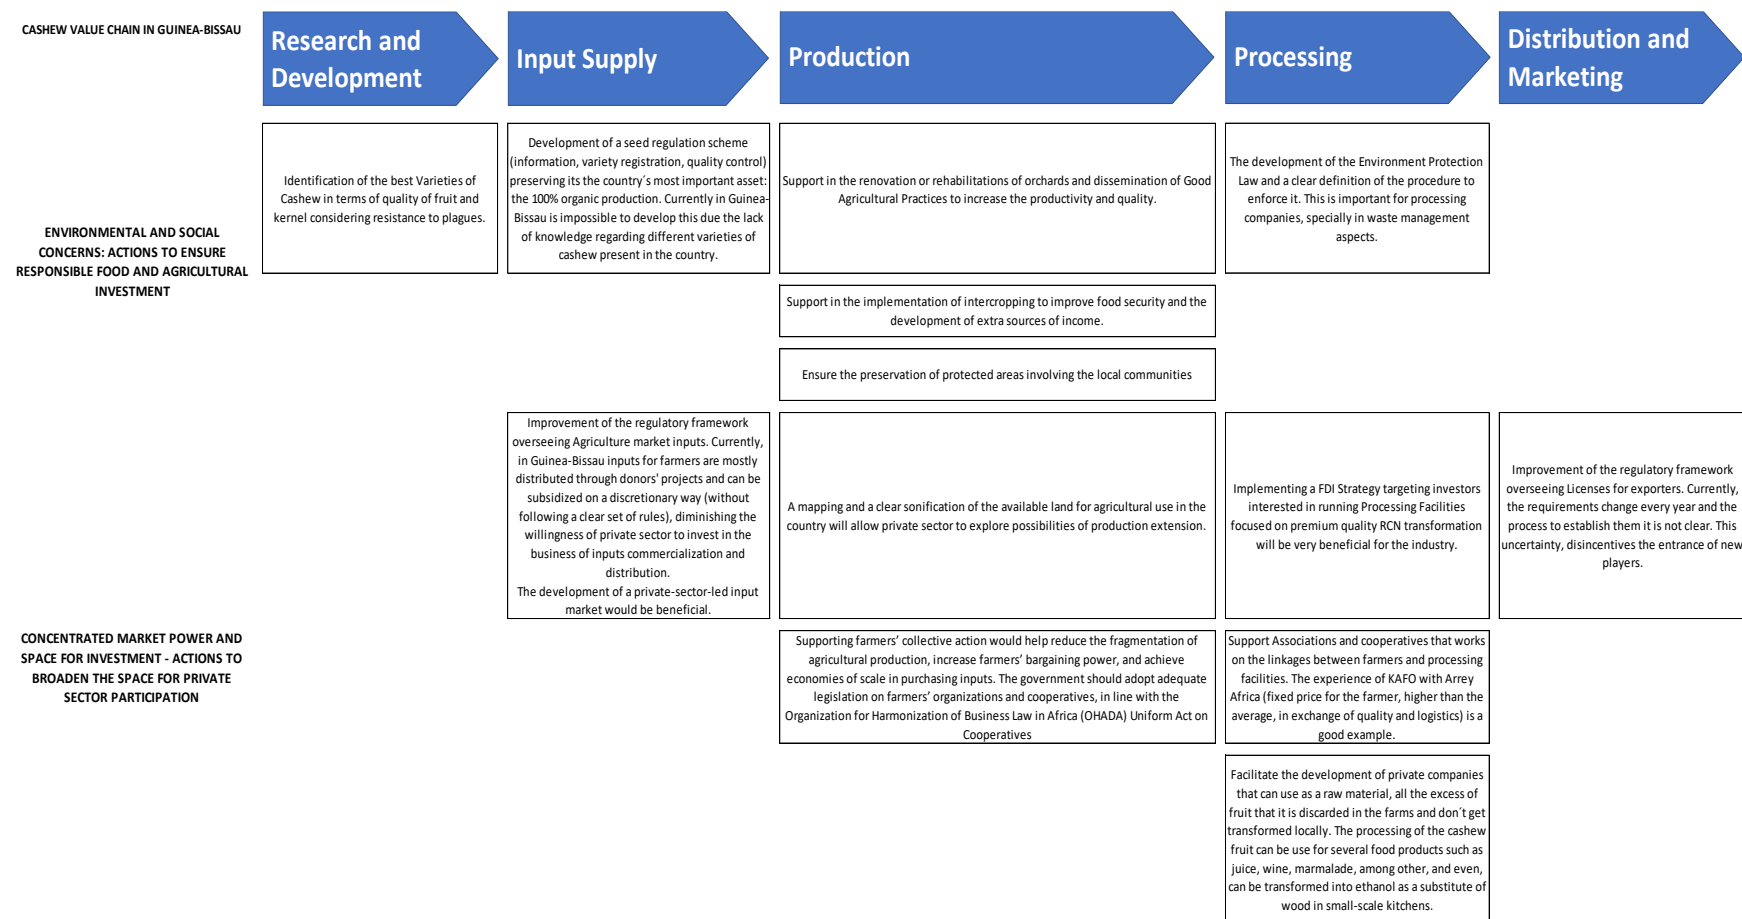 CASHEW VALUE CHAIN IN GUINEA-BISSAU
Research and
Development
Input Supply
Production
Processing
Distribution and
Marketing
ENVIRONMENTAL AND SOCIAL
CONCERNS: ACTIONS TO ENSURE
RESPONSIBLE FOOD AND AGRICULTURAL
INVESTMENT
Identification of the best Varieties of
Cashew in terms of quality of fruit and
kernel considering resistance to plagues.
Development of a seed regulation scheme
(information, variety registration, quality control)
preserving its the country´s most important asset:
the 100% organic production. Currently in Guinea-
Bissau is impossible to develop this due the lack
of knowledge regarding different varieties of
cashew present in the country.
Support in the renovation or rehabilitations of orchards and dissemination of Good
Agricultural Practices to increase the productivity and quality.
The development of the Environment Protection
Law and a clear definition of the procedure to
enforce it. This is important for processing
companies, specially in waste management
aspects.
Support in the implementation of intercropping to improve food security and the
development of extra sources of income.
Ensure the preservation of protected areas involving the local communities
CONCENTRATED MARKET POWER AND
SPACE FOR INVESTMENT - ACTIONS TO
BROADEN THE SPACE FOR PRIVATE
SECTOR PARTICIPATION
Improvement of the regulatory framework
overseeing Agriculture market inputs. Currently,
in Guinea-Bissau inputs for farmers are mostly
distributed through donors' projects and can be
subsidized on a discretionary way (without
following a clear set of rules), diminishing the
willingness of private sector to invest in the
business of inputs commercialization and
distribution.
The development of a private-sector-led input
market would be beneficial.
A mapping and a clear sonification of the available land for agricultural use in the
country will allow private sector to explore possibilities of production extension.
Implementing a FDI Strategy targeting investors
interested in running Processing Facilities
focused on premium quality RCN transformation
will be very beneficial for the industry.
Improvement of the regulatory framework
overseeing Licenses for exporters. Currently,
the requirements change every year and the
process to establish them it is not clear. This
uncertainty, disincentives the entrance of new
players.
Supporting farmers’ collective action would help reduce the fragmentation of
agricultural production, increase farmers’ bargaining power, and achieve
economies of scale in purchasing inputs. The government should adopt adequate
legislation on farmers’ organizations and cooperatives, in line with the
Organization for Harmonization of Business Law in Africa (OHADA) Uniform Act on
Cooperatives
Support Associations and cooperatives that works
on the linkages between farmers and processing
facilities. The experience of KAFO with Arrey
Africa (fixed price for the farmer, higher than the
average, in exchange of quality and logistics) is a
good example.
Facilitate the development of private companies
that can use as a raw material, all the excess of
fruit that it is discarded in the farms and don´t get
transformed locally. The processing of the cashew
fruit can be use for several food products such as
juice, wine, marmalade, among other, and even,
can be transformed into ethanol as a substitute of
wood in small-scale kitchens.